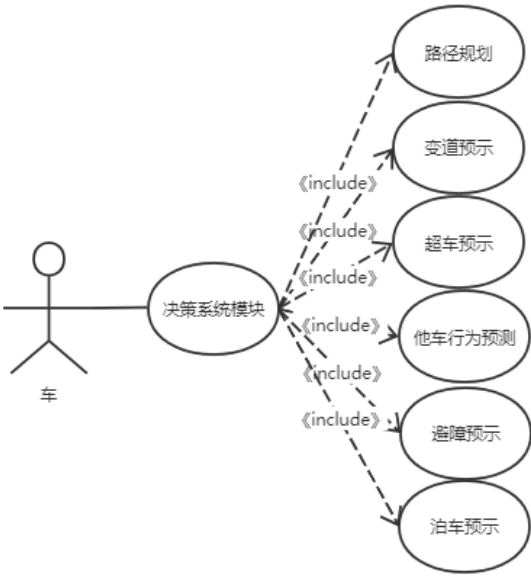 路径规划
变道预示
《include》
《include》
超车预示
《include》
决策系统模块
《include》
他车行为预测
《include》
车
《include》
避障预示
泊车预示